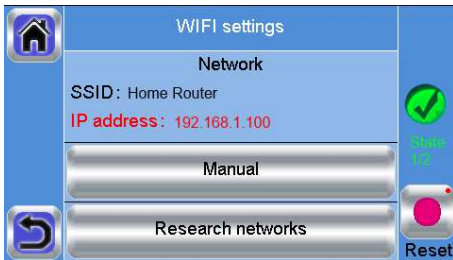 WIFI settings
Network
SSID: Home Router
IP address: 192.168.1.100
State
1/2
Manual
Research networks
Reset